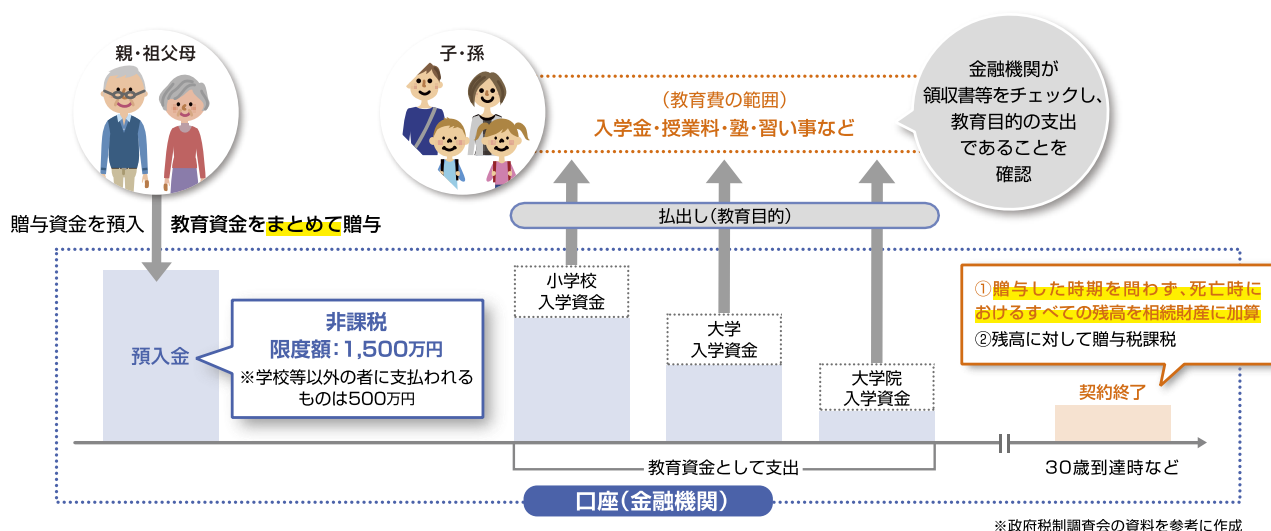 親・祖父母
子・孫
(教育費の範囲)
入学金・授業料・塾・習い事など
金融機関が
領収書等をチェックし、
教育目的の支出
であることを
確認
贈与資金を預入
教育資金をまとめて贈与
払出し(教育目的)
預入金
非課税
限度額:1,500万円
※学校等以外の者に支払われる
ものは500万円
小学校
入学資金
大学
入学資金
大学院
入学資金
①贈与した時期を問わず、死亡時に
おけるすべての残高を相続財産に加算
②残高に対して贈与税課税
契約終了
教育資金として支出
30歳到達時など
口座(金融機関)
※政府税制調査会の資料を参考に作成